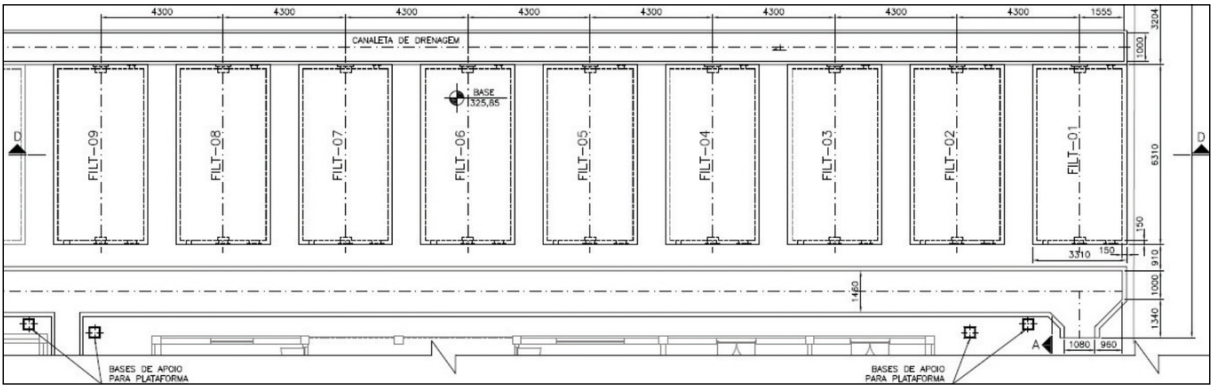 4300 4300 4300 4300 4300 4300 4300 4300 1555
3204
CANALETA DE DRENAGEM
1000
BASE
325,85
D
D
FILT-09
FILT-08
FILT-07
FILT-06
FILT-05
FILT-04
FILT-03
FILT-02
FILT-01
6310
150
150
3310
910
1460
1000
1340
A
1080
960
BASES DE APOIO
PARA PLATAFORMA
BASES DE APOIO
PARA PLATAFORMA